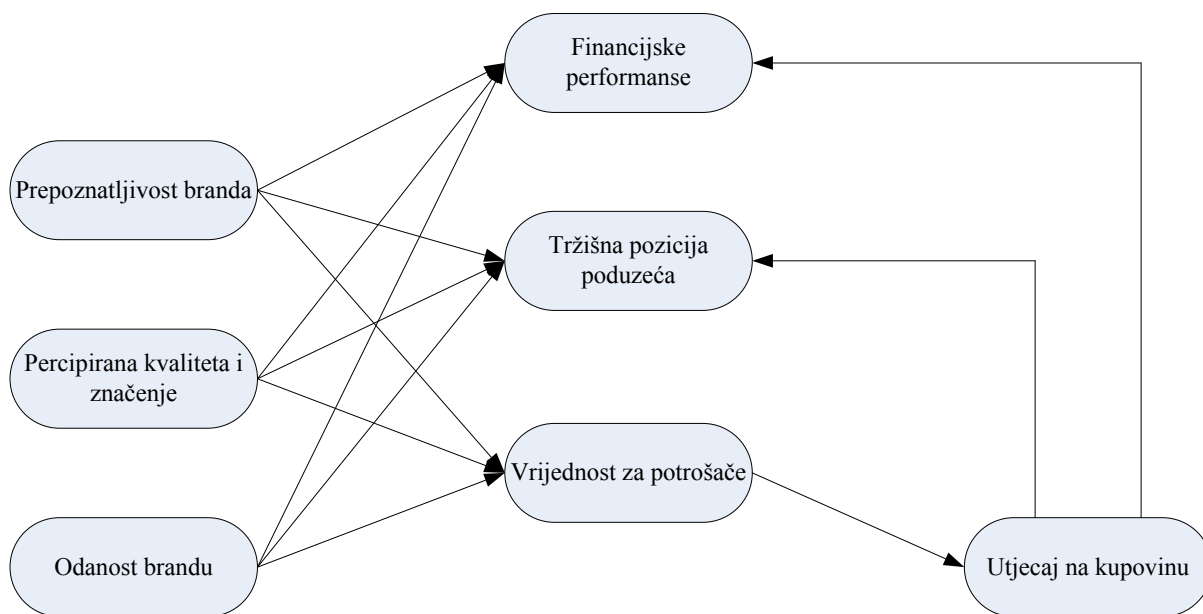 Financijske
performanse
Prepoznatljivost branda
Tržišna pozicija
poduzeća
Percipirana kvaliteta i
značenje
Vrijednost za potrošače
Odanost brandu
Utjecaj na kupovinu